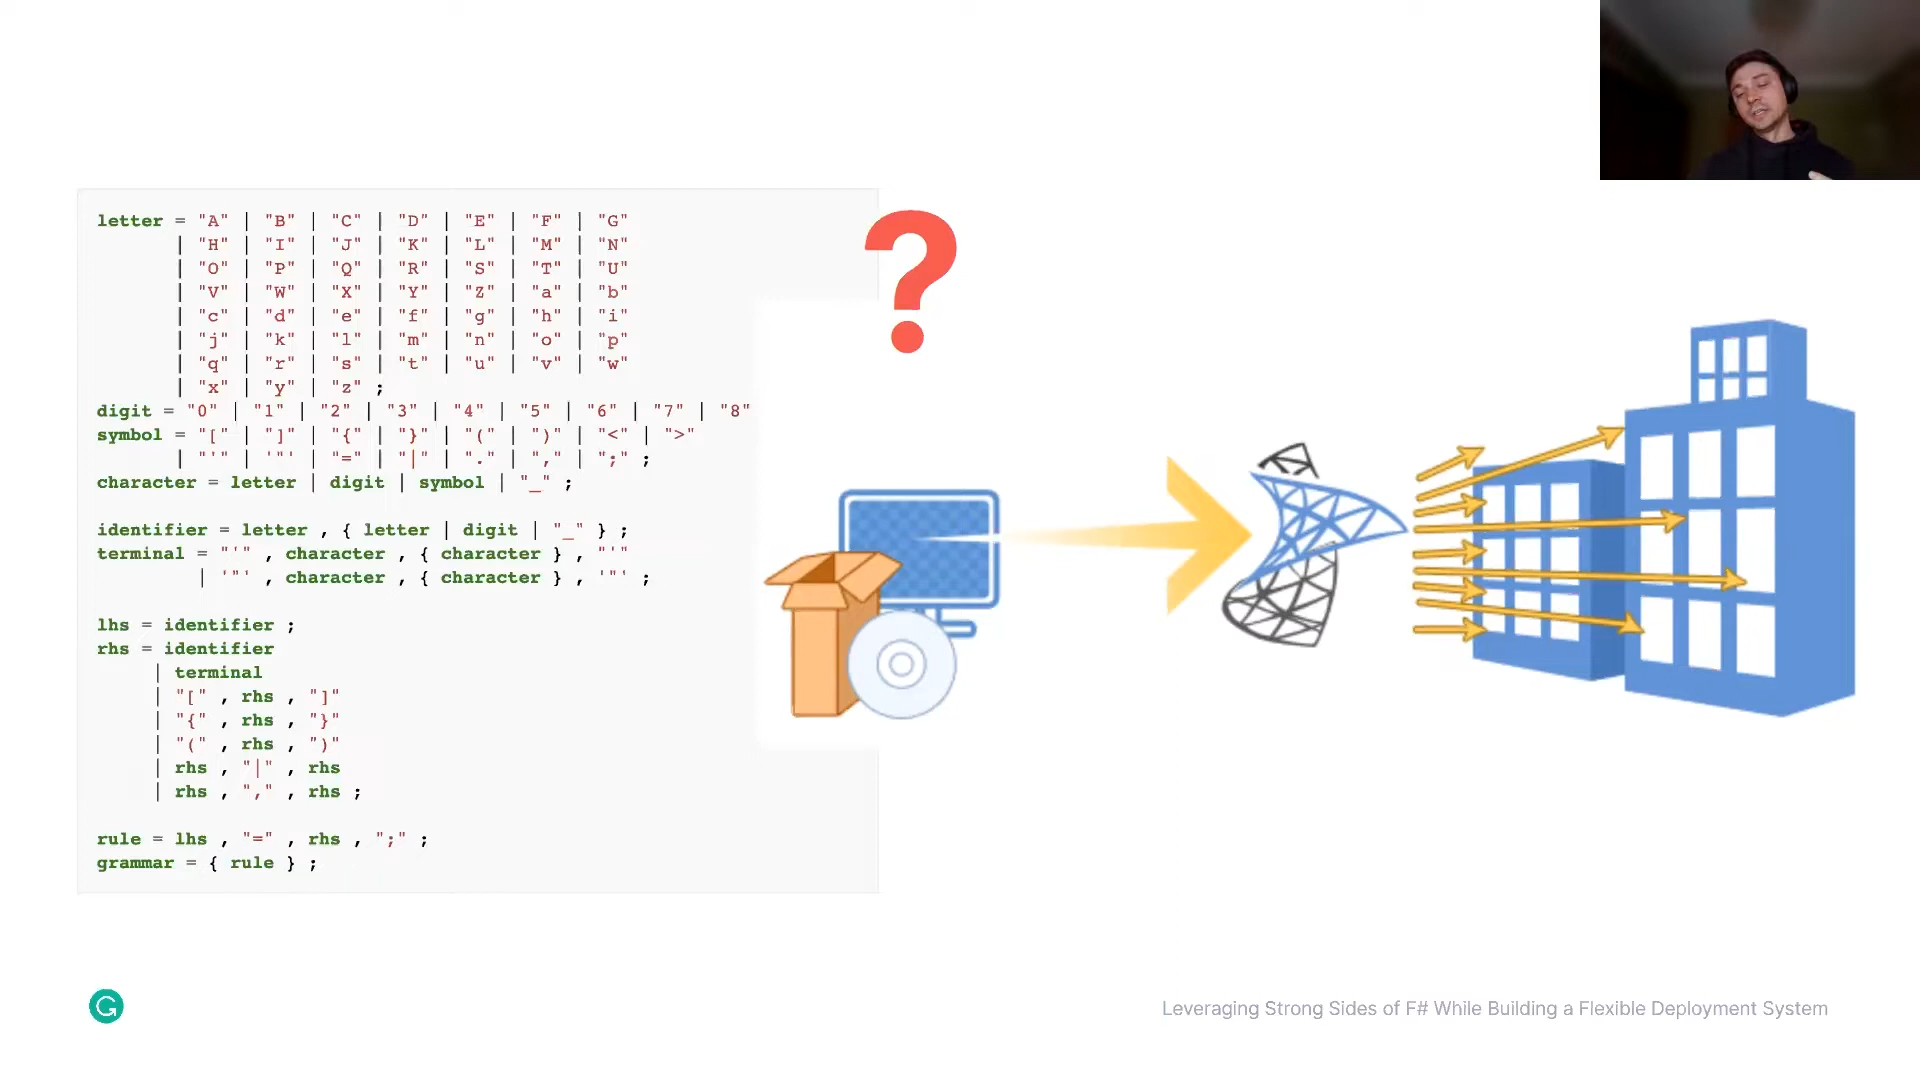 letter = "A" | "B" | "C" | "D" | "E" | "F" | "G"
| "H" | "I" | "J" | "K" | "L" | "M" | "N"
| "O" | "P" | "Q" | "R" | "S" | "T" | "U"
| "V" | "W" | "X" | "Y" | "Z" | "a" | "b"
| "c" | "d" | "e" | "f" | "g" | "h" | "i"
| "j" | "k" | "l" | "m" | "n" | "o" | "p"
| "q" | "r" | "s" | "t" | "u" | "v" | "w"
| "x" | "y" | "z" ;
digit = "0" | "1" | "2" | "3" | "4" | "5" | "6" | "7" | "8"
symbol = "[" | "]" | "{" | "}" | "(" | ")" | "<" | ">"
| "'" | '"' | "=" | "|" | "." | "," | ";" ;
character = letter | digit | symbol | "_" ;
identifier = letter , { letter | digit | "_" } ;
terminal = "'" , character , { character } , "'"
| '"' , character , { character } , '"' ;
lhs = identifier ;
rhs = identifier
| terminal
| "[" , rhs , "]"
| "{" , rhs , "}"
| "(" , rhs , ")"
| rhs , "|" , rhs
| rhs , "," , rhs ;
rule = lhs , "=" , rhs , ";" ;
grammar = { rule } ;
?
G
Leveraging Strong Sides of F# While Building a Flexible Deployment System